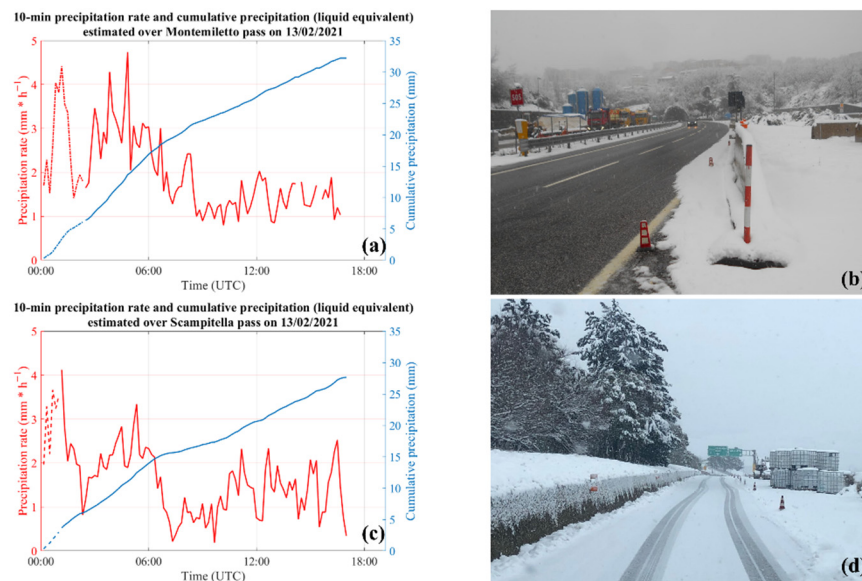 10-min precipitation rate and cumulative precipitation (liquid equivalent)
estimated over Montemiletto pass on 13/02/2021
Precipitation rate (mm * h⁻¹)
5
4
3
2
1
0
35
30
25
20
15
10
5
0
Cumulative precipitation (mm)
00:00 06:00 12:00 18:00
Time (UTC)
(a)
SOS
(b)
10-min precipitation rate and cumulative precipitation (liquid equivalent)
estimated over Scampitella pass on 13/02/2021
Precipitation rate (mm * h⁻¹)
5
4
3
2
1
0
35
30
25
20
15
10
5
0
Cumulative precipitation (mm)
00:00 06:00 12:00 18:00
Time (UTC)
(c)
(d)